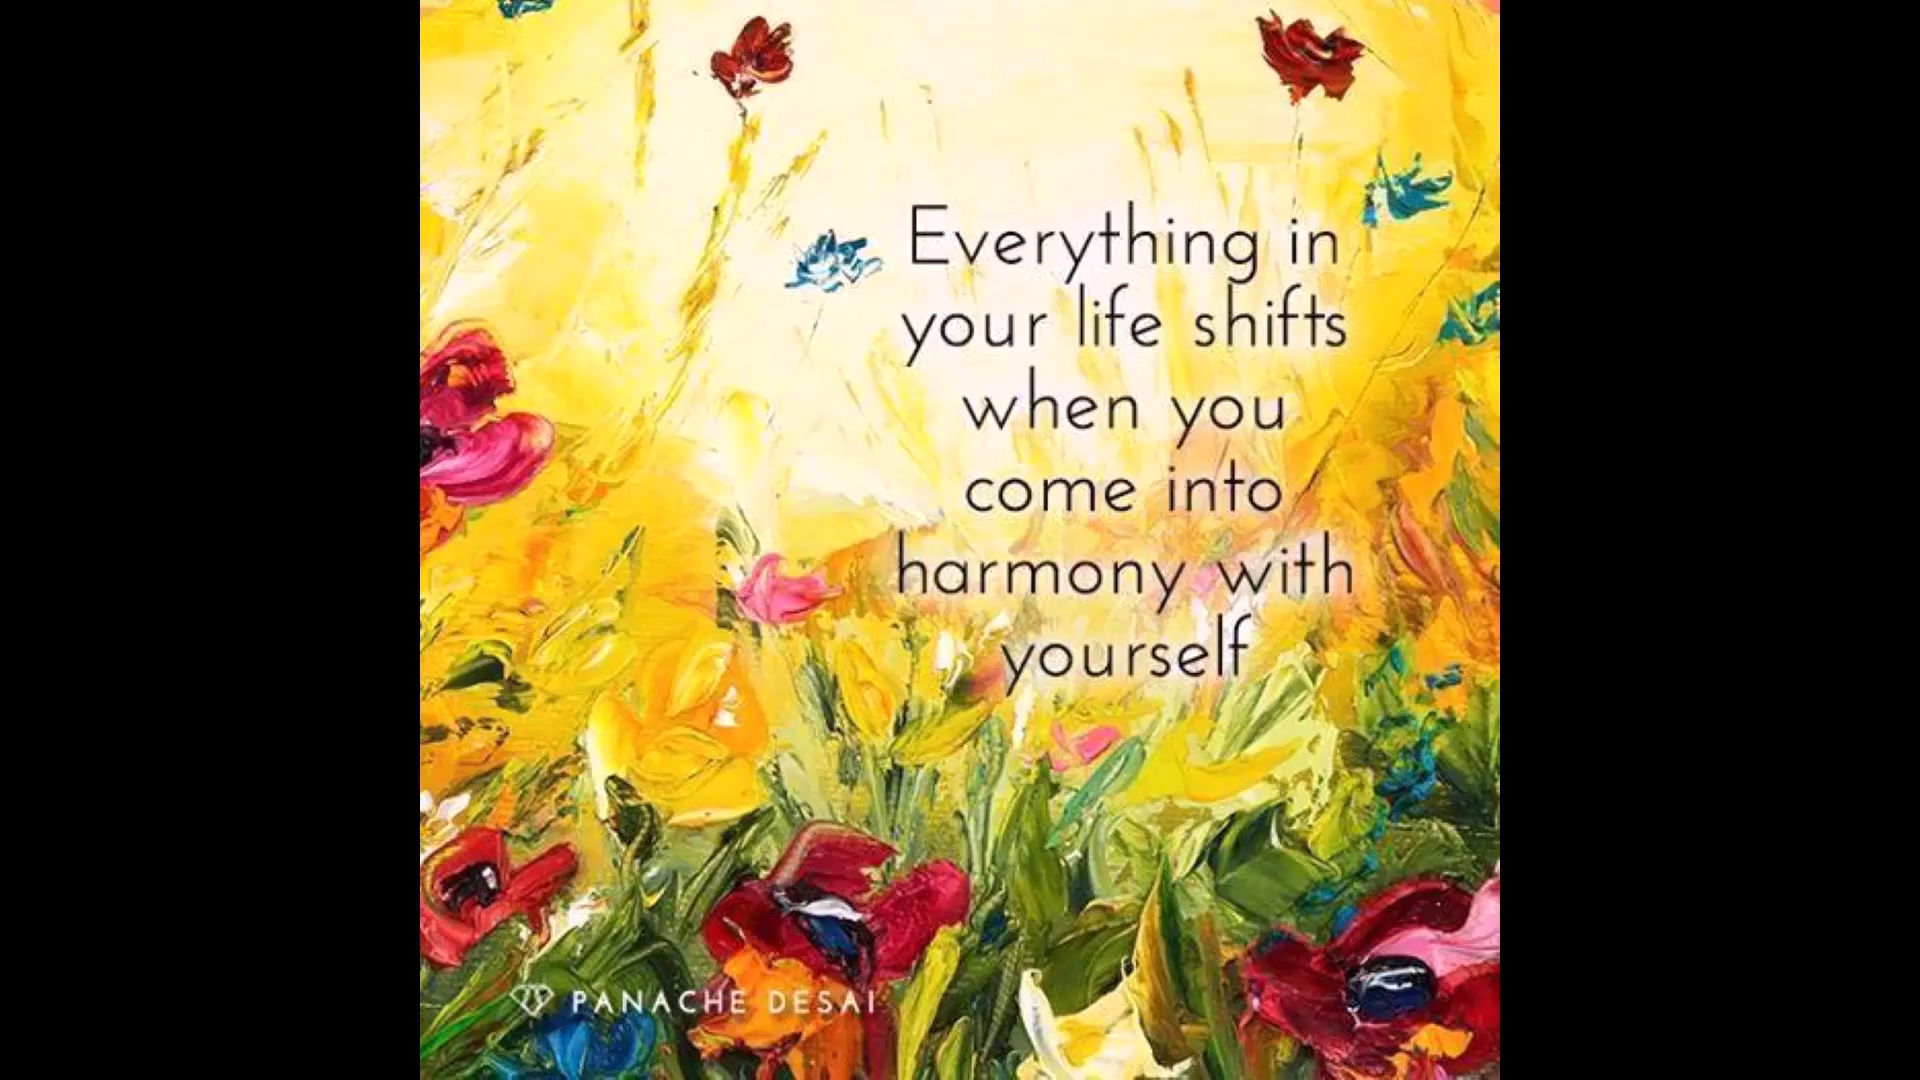 Everything in
your life shifts
when you
come into
harmony with
yourself
PANACHE DESAI